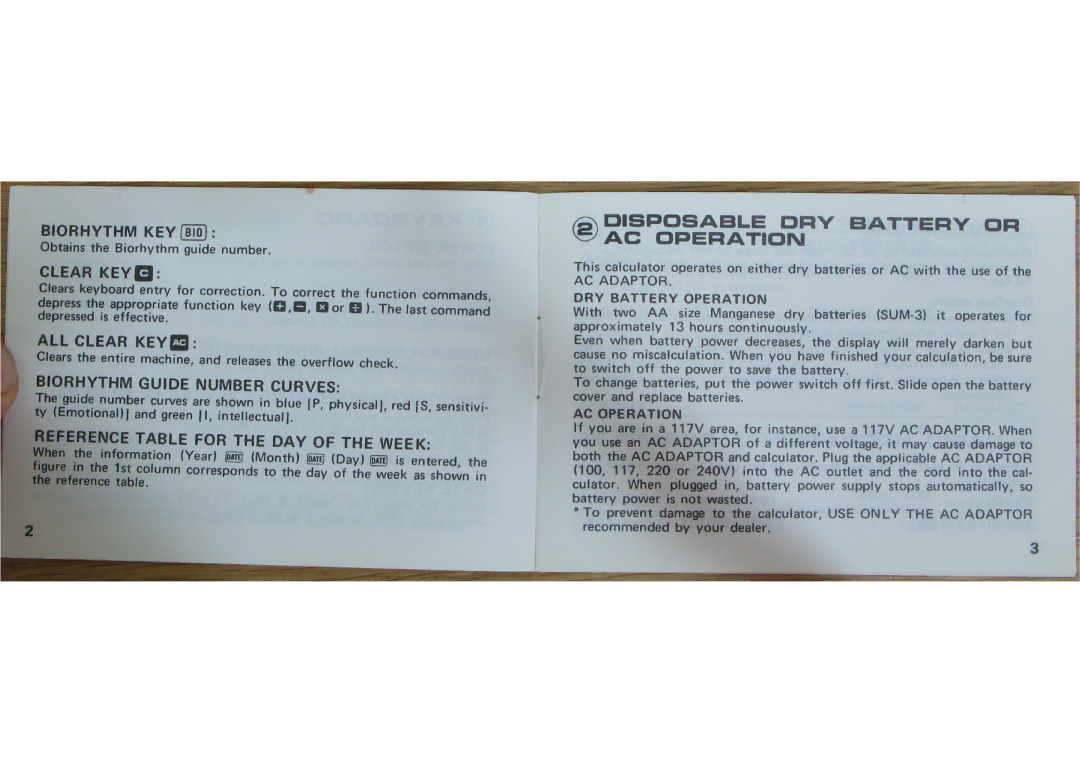 BIORHYTHM KEY [BIO] :
Obtains the Biorhythm guide number.
CLEAR KEY [C] :
Clears keyboard entry for correction. To correct the function commands,
depress the appropriate function key ([+], [-], [×] or [÷] ). The last command
depressed is effective.
ALL CLEAR KEY [AC] :
Clears the entire machine, and releases the overflow check.
BIORHYTHM GUIDE NUMBER CURVES:
The guide number curves are shown in blue [P, physical], red [S, sensitivi-
ty (Emotional)] and green [I, intellectual].
REFERENCE TABLE FOR THE DAY OF THE WEEK:
When the information (Year) [DATE] (Month) [DATE] (Day) [DATE] is entered, the
figure in the 1st column corresponds to the day of the week as shown in
the reference table.
2
② DISPOSABLE DRY BATTERY OR
AC OPERATION
This calculator operates on either dry batteries or AC with the use of the
AC ADAPTOR.
DRY BATTERY OPERATION
With two AA size Manganese dry batteries (SUM-3) it operates for
approximately 13 hours continuously.
Even when battery power decreases, the display will merely darken but
cause no miscalculation. When you have finished your calculation, be sure
to switch off the power to save the battery.
To change batteries, put the power switch off first. Slide open the battery
cover and replace batteries.
AC OPERATION
If you are in a 117V area, for instance, use a 117V AC ADAPTOR. When
you use an AC ADAPTOR of a different voltage, it may cause damage to
both the AC ADAPTOR and calculator. Plug the applicable AC ADAPTOR
(100, 117, 220 or 240V) into the AC outlet and the cord into the cal-
culator. When plugged in, battery power supply stops automatically, so
battery power is not wasted.
* To prevent damage to the calculator, USE ONLY THE AC ADAPTOR
recommended by your dealer.
3